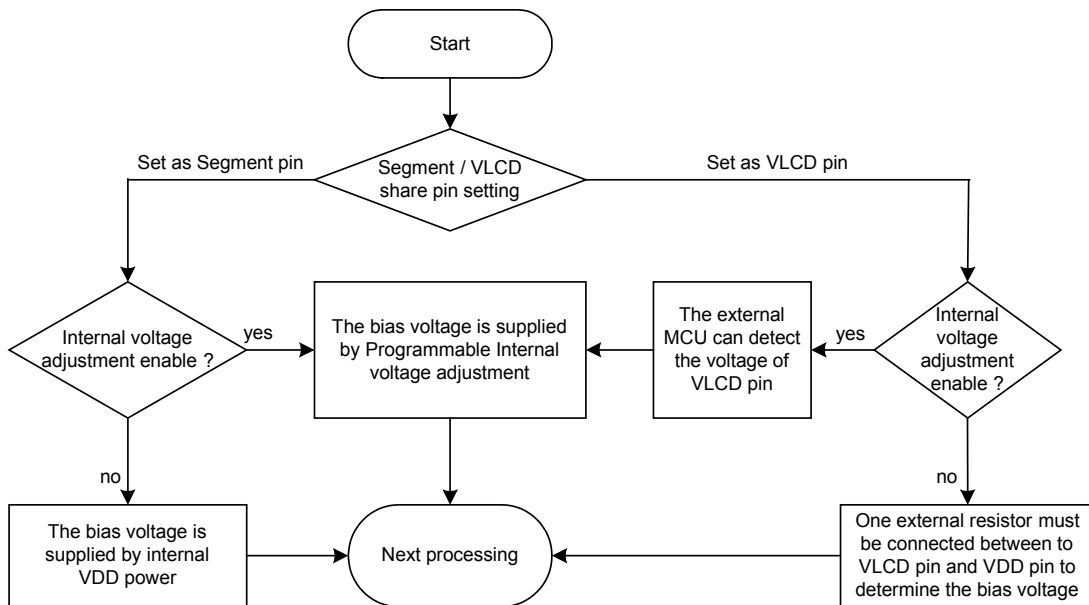 Start
Set as Segment pin
Segment / VLCD
share pin setting
Set as VLCD pin
Internal voltage
adjustment enable ?
yes
The bias voltage is supplied
by Programmable Internal
voltage adjustment
The external
MCU can detect
the voltage of
VLCD pin
yes
Internal
voltage
adjustment
enable ?
no
no
The bias voltage is
supplied by internal
VDD power
Next processing
One external resistor must
be connected between to
VLCD pin and VDD pin to
determine the bias voltage